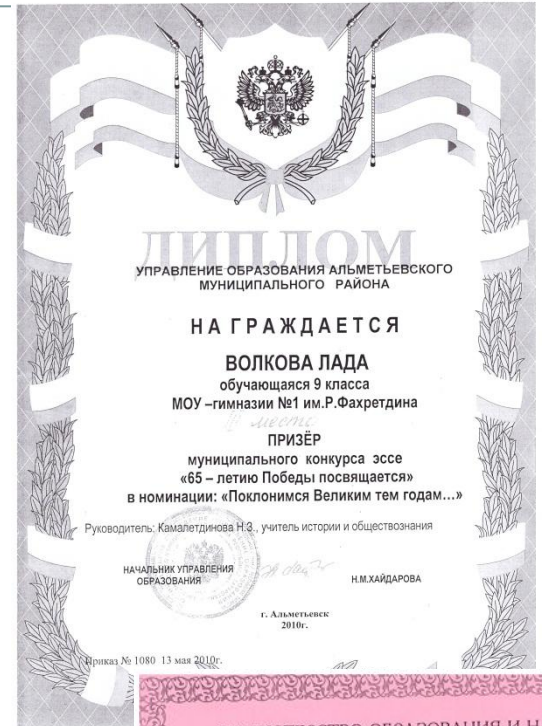 ДИПЛОМ
УПРАВЛЕНИЕ ОБРАЗОВАНИЯ АЛЬМЕТЬЕВСКОГО
МУНИЦИПАЛЬНОГО РАЙОНА
НАГРАЖДАЕТСЯ
ВОЛКОВА ЛАДА
обучающаяся 9 класса
МОУ –гимназии №1 им.Р.Фахретдина
место
ПРИЗЁР
муниципального конкурса эссе
«65 – летию Победы посвящается»
в номинации: «Поклонимся Великим тем годам…»
Руководитель: Камалетдинова Н.З., учитель истории и обществознания
НАЧАЛЬНИК УПРАВЛЕНИЯ
ОБРАЗОВАНИЯ
Н.М.ХАЙДАРОВА
г. Альметьевск
2010г.
Приказ № 1080 13 мая 2010г.
ОБРАЗОВАНИЯ И